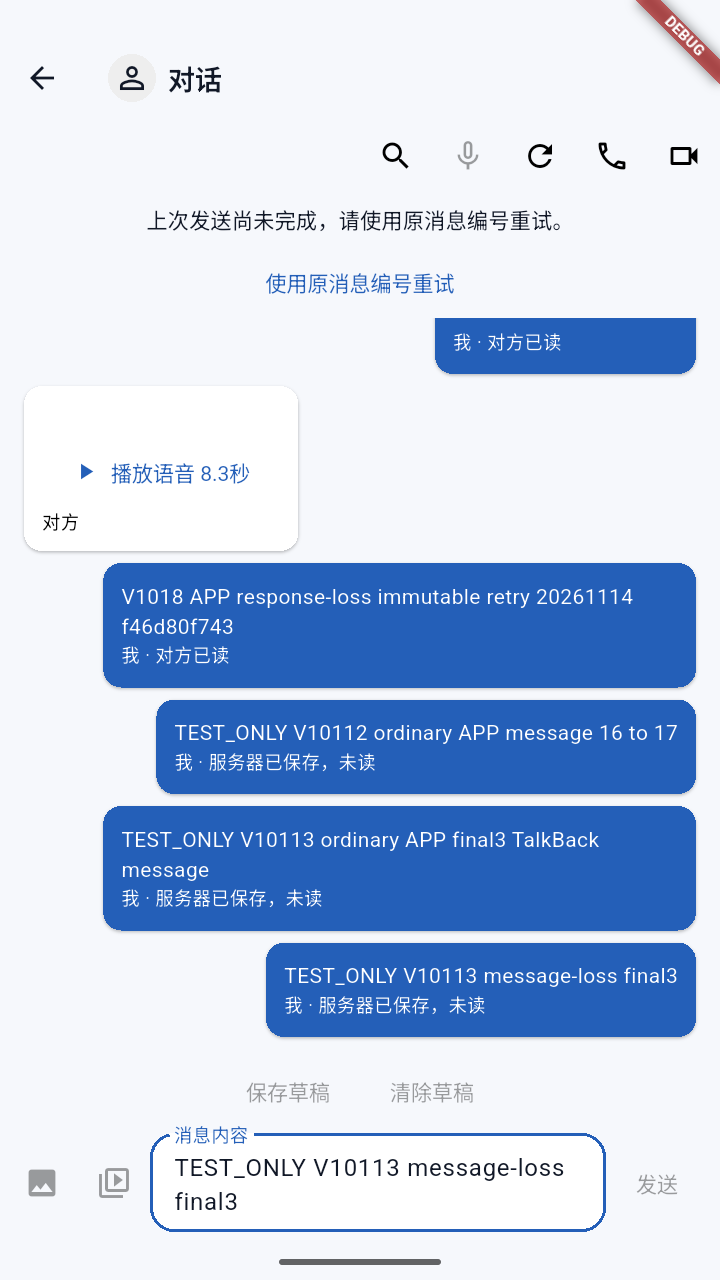 DEBUG
对话
上次发送尚未完成，请使用原消息编号重试。
使用原消息编号重试
我 · 对方已读
播放语音 8.3秒
对方
V1018 APP response-loss immutable retry 20261114
f46d80f743
我 · 对方已读
TEST_ONLY V10112 ordinary APP message 16 to 17
我 · 服务器已保存，未读
TEST_ONLY V10113 ordinary APP final3 TalkBack
message
我 · 服务器已保存，未读
TEST_ONLY V10113 message-loss final3
我 · 服务器已保存，未读
保存草稿 清除草稿
消息内容
TEST_ONLY V10113 message-loss
final3
发送